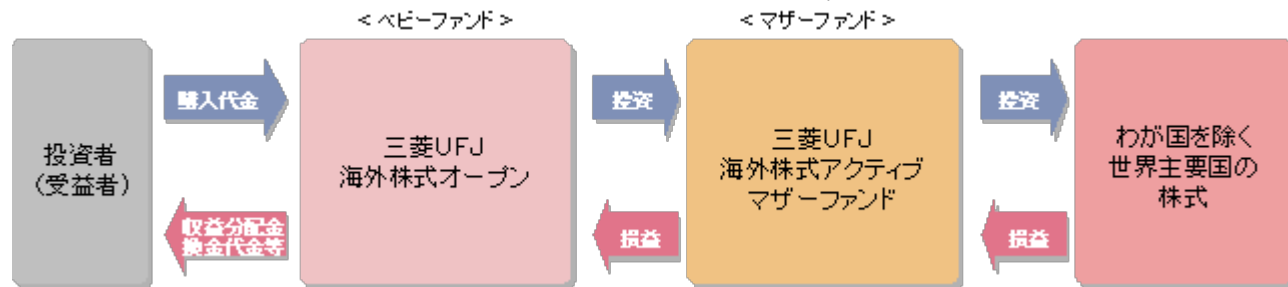 <ベビーファンド>
<マザーファンド>
購入代金
投資
投資
投資者
(受益者)
三菱UFJ
海外株式オープン
三菱UFJ
海外株式アクティブ
マザーファンド
わが国を除く
世界主要国の
株式
収益分配金
換金代金等
損益
損益